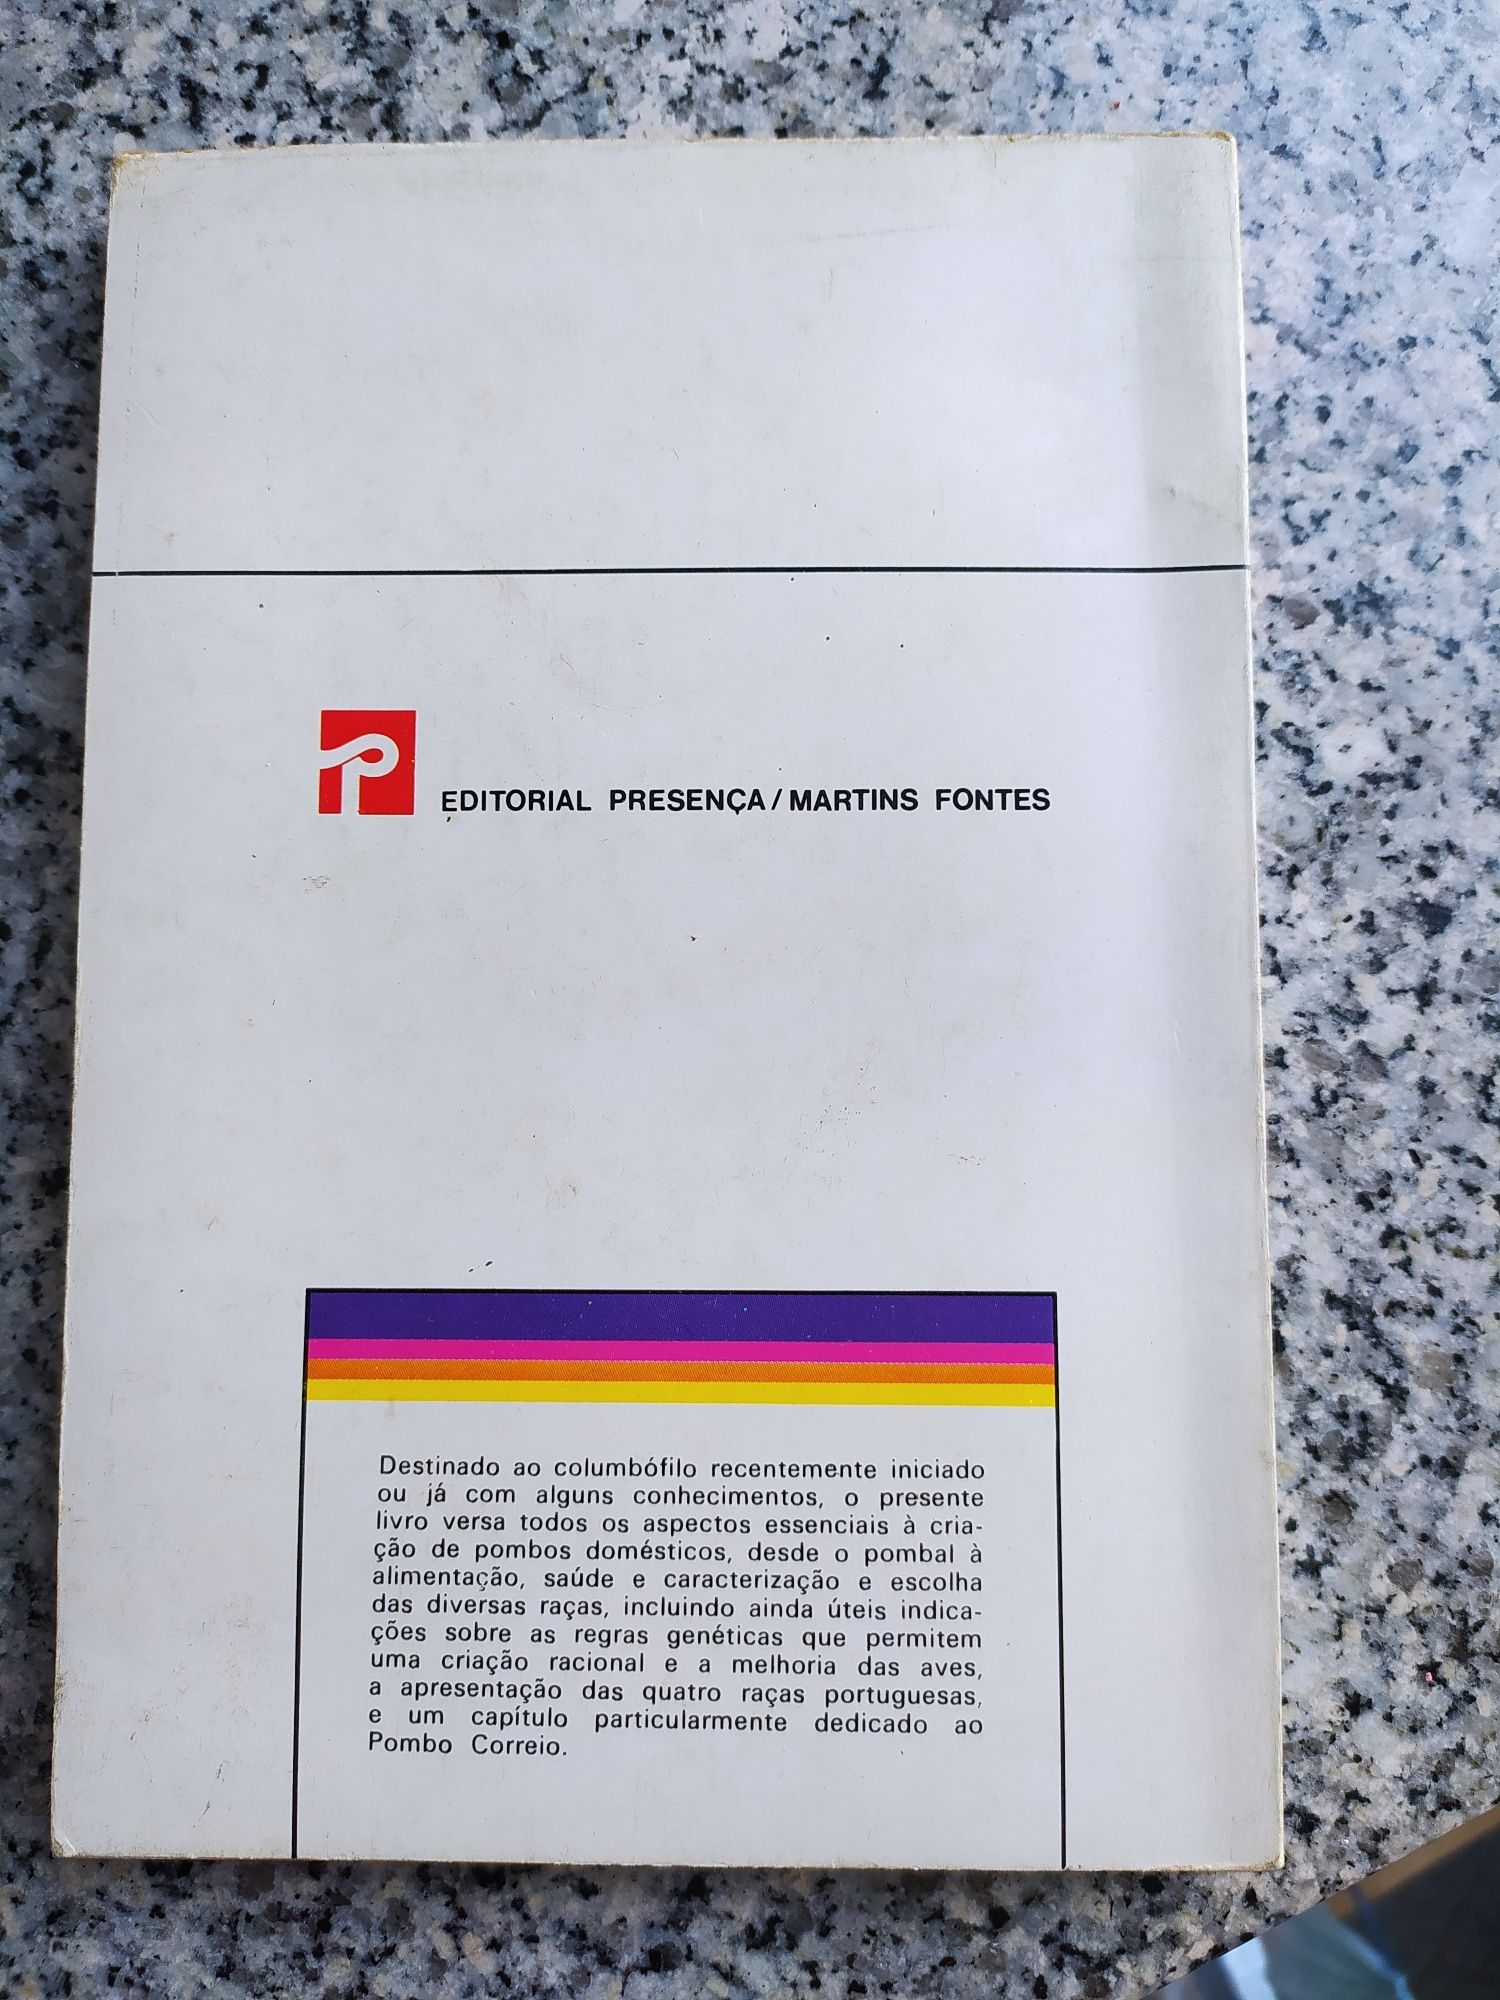 EDITORIAL PRESENÇA/MARTINS FONTES
Destinado ao columbófilo recentemente iniciado
ou já com alguns conhecimentos, o presente
livro versa todos os aspectos essenciais à cria-
ção de pombos domésticos, desde o pombal à
alimentação, saúde e caracterização e escolha
das diversas raças, incluindo ainda úteis indica-
ções sobre as regras genéticas que permitem
uma criação racional e a melhoria das aves,
a apresentação das quatro raças portuguesas,
e um capítulo particularmente dedicado ao
Pombo Correio.